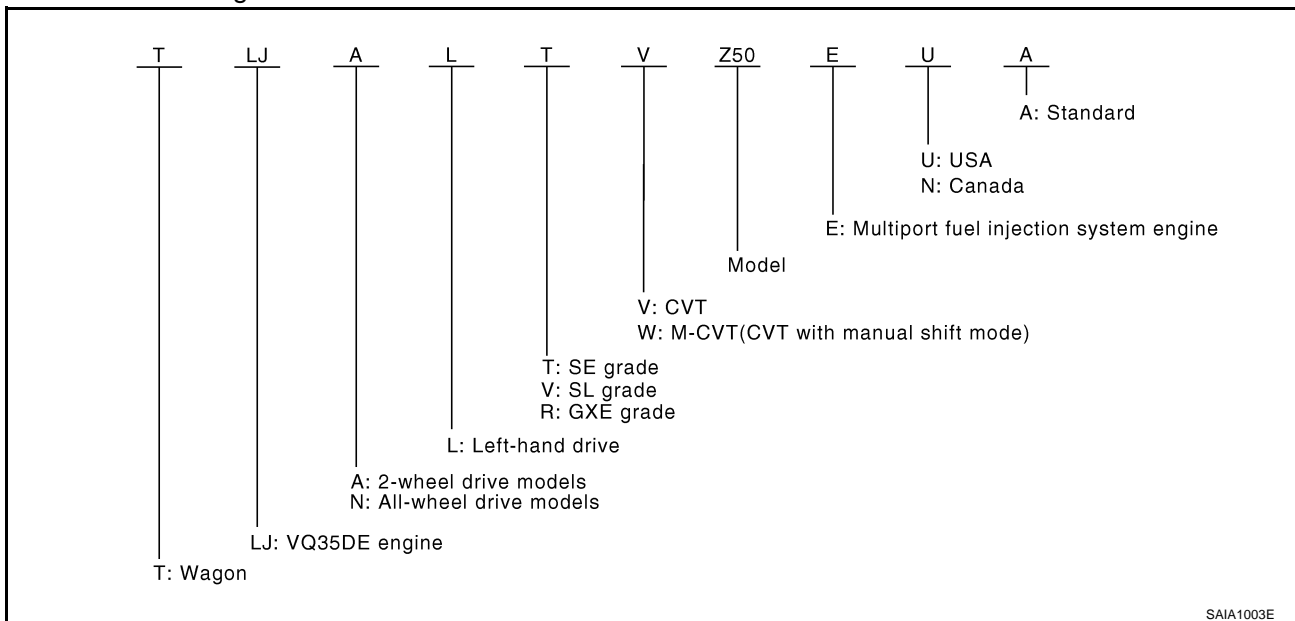 T LJ A L T V Z50 E U A
A: Standard
U: USA
N: Canada
E: Multiport fuel injection system engine
Model
V: CVT
W: M-CVT(CVT with manual shift mode)
T: SE grade
V: SL grade
R: GXE grade
L: Left-hand drive
A: 2-wheel drive models
N: All-wheel drive models
LJ: VQ35DE engine
T: Wagon
SAIA1003E